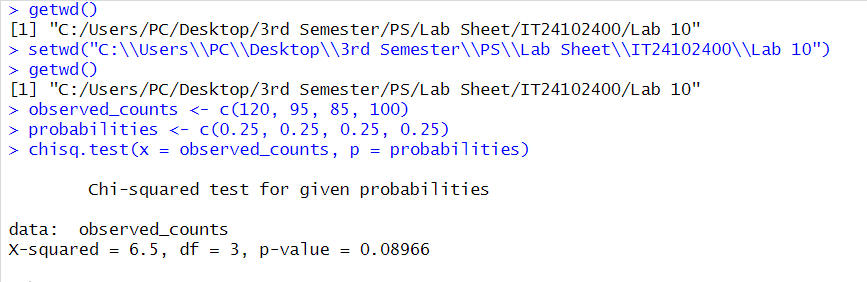 > getwd()
[1] "C:/Users/PC/Desktop/3rd Semester/PS/Lab Sheet/IT24102400/Lab 10"
> setwd("C:\\Users\\PC\\Desktop\\3rd Semester\\PS\\Lab Sheet\\IT24102400\\Lab 10")
> getwd()
[1] "C:/Users/PC/Desktop/3rd Semester/PS/Lab Sheet/IT24102400/Lab 10"
> observed_counts <- c(120, 95, 85, 100)
> probabilities <- c(0.25, 0.25, 0.25, 0.25)
> chisq.test(x = observed_counts, p = probabilities)
Chi-squared test for given probabilities
data:  observed_counts
X-squared = 6.5, df = 3, p-value = 0.08966